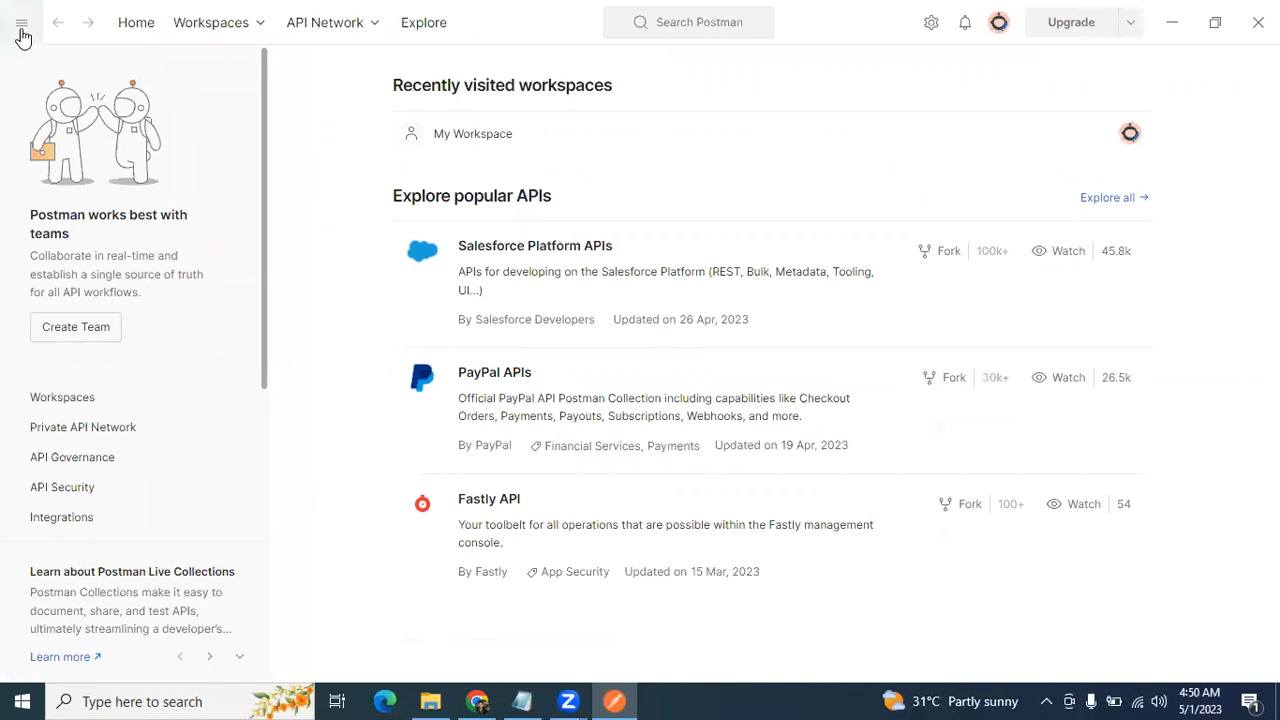 Home Workspaces API Network Explore Search Postman Upgrade
Postman works best with
teams
Collaborate in real-time and
establish a single source of truth
for all API workflows.
Create Team
Workspaces
Private API Network
API Governance
API Security
Integrations
Learn about Postman Live Collections
Postman Collections make it easy to
document, share, and test APIs,
ultimately streamlining a developer's...
Learn more
Recently visited workspaces
My Workspace
Explore popular APIs Explore all
Salesforce Platform APIs
Fork 100k+ Watch 45.8k
APIs for developing on the Salesforce Platform (REST, Bulk, Metadata, Tooling,
UI...)
By Salesforce Developers Updated on 26 Apr, 2023
PayPal APIs
Fork 30k+ Watch 26.5k
Official PayPal API Postman Collection including capabilities like Checkout
Orders, Payments, Payouts, Subscriptions, Webhooks, and more.
By PayPal Financial Services, Payments Updated on 19 Apr, 2023
Fastly API
Fork 100+ Watch 54
Your toolbelt for all operations that are possible within the Fastly management
console.
By Fastly App Security Updated on 15 Mar, 2023
Type here to search 31°C Partly sunny 4:50 AM
5/1/2023 1